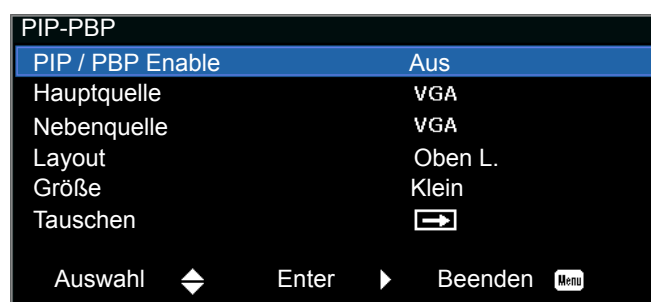 PIP-PBP
PIP / PBP Enable Aus
Hauptquelle VGA
Nebenquelle VGA
Layout Oben L.
Größe Klein
Tauschen
Auswahl Enter Beenden Menu